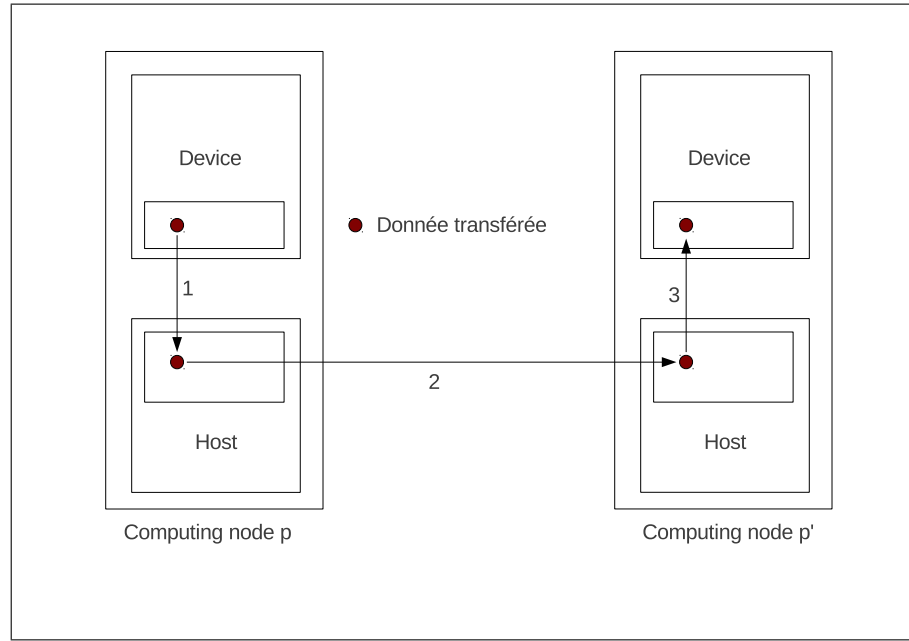 Device
Device
Donnée transférée
1
3
2
Host
Host
Computing node p
Computing node p'